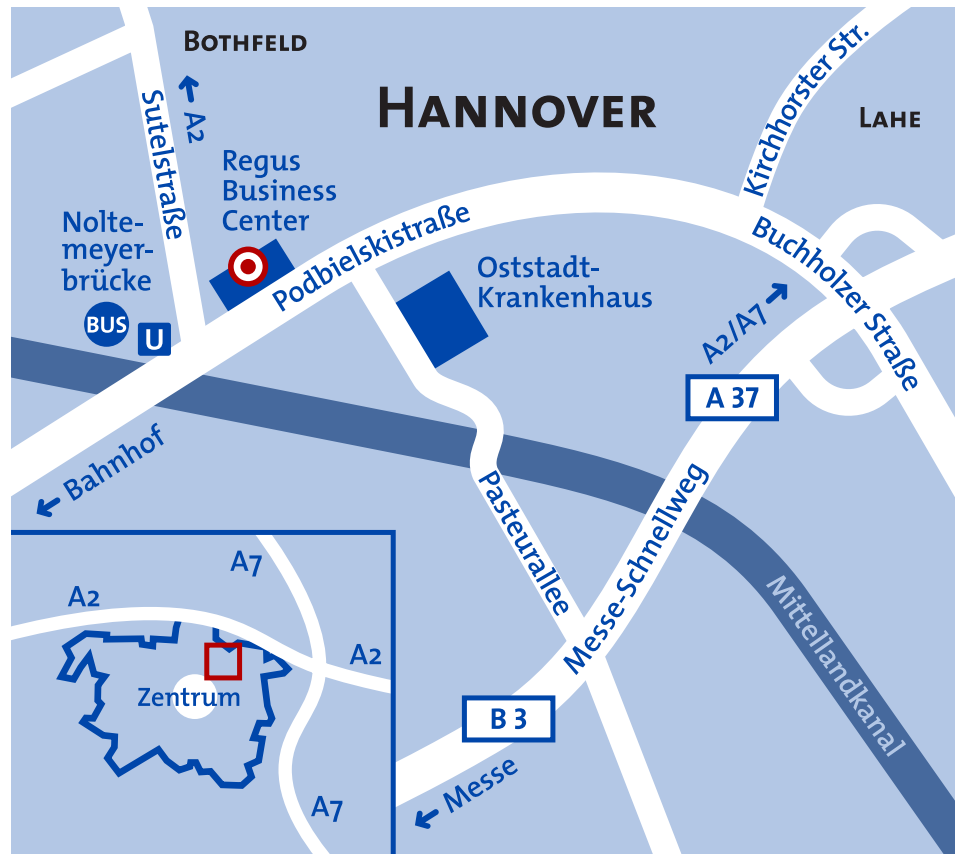 BOTHFELD
HANNOVER
LAHE
Kirchhorster Str.
Sutelstraße
A2
Regus
Business
Center
Nolte-
meyer-
brücke
BUS
U
Podbielskistraße
Oststadt-
Krankenhaus
Buchholzer Straße
A2/A7
A 37
Bahnhof
Pasteurallee
Messe-Schnellweg
Mittellandkanal
B 3
Messe
A7
A2
A2
Zentrum
A7